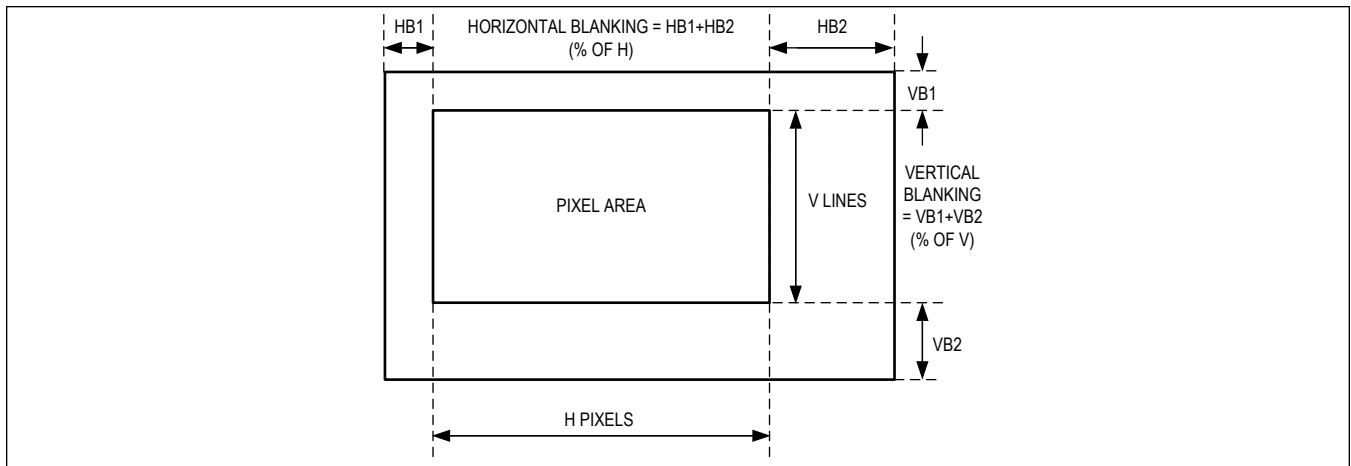 HB1
HORIZONTAL BLANKING = HB1+HB2
(% OF H)
HB2
VB1
PIXEL AREA
V LINES
VERTICAL
BLANKING
= VB1+VB2
(% OF V)
VB2
H PIXELS